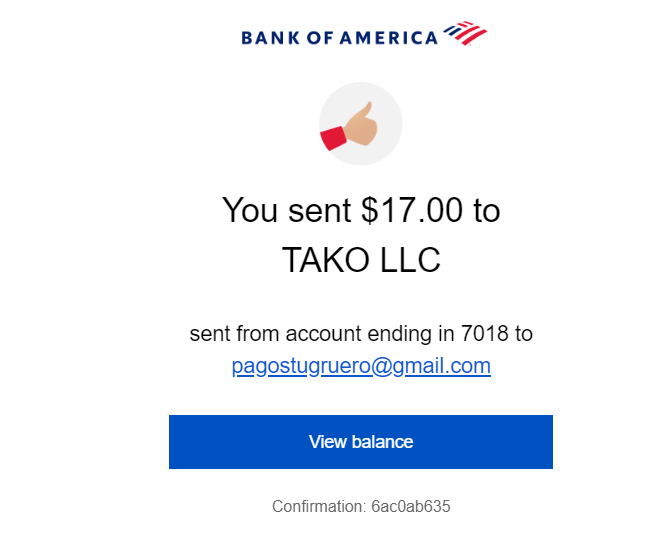 BANK OF AMERICA
You sent $17.00 to
TAKO LLC
sent from account ending in 7018 to
pagostugruero@gmail.com
View balance
Confirmation: 6ac0ab635